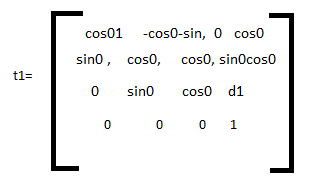 cos01 -cos0-sin, 0 cos0
sin0 , cos0, cos0, sin0cos0
t1=
0 sin0 cos0 d1
0 0 0 1